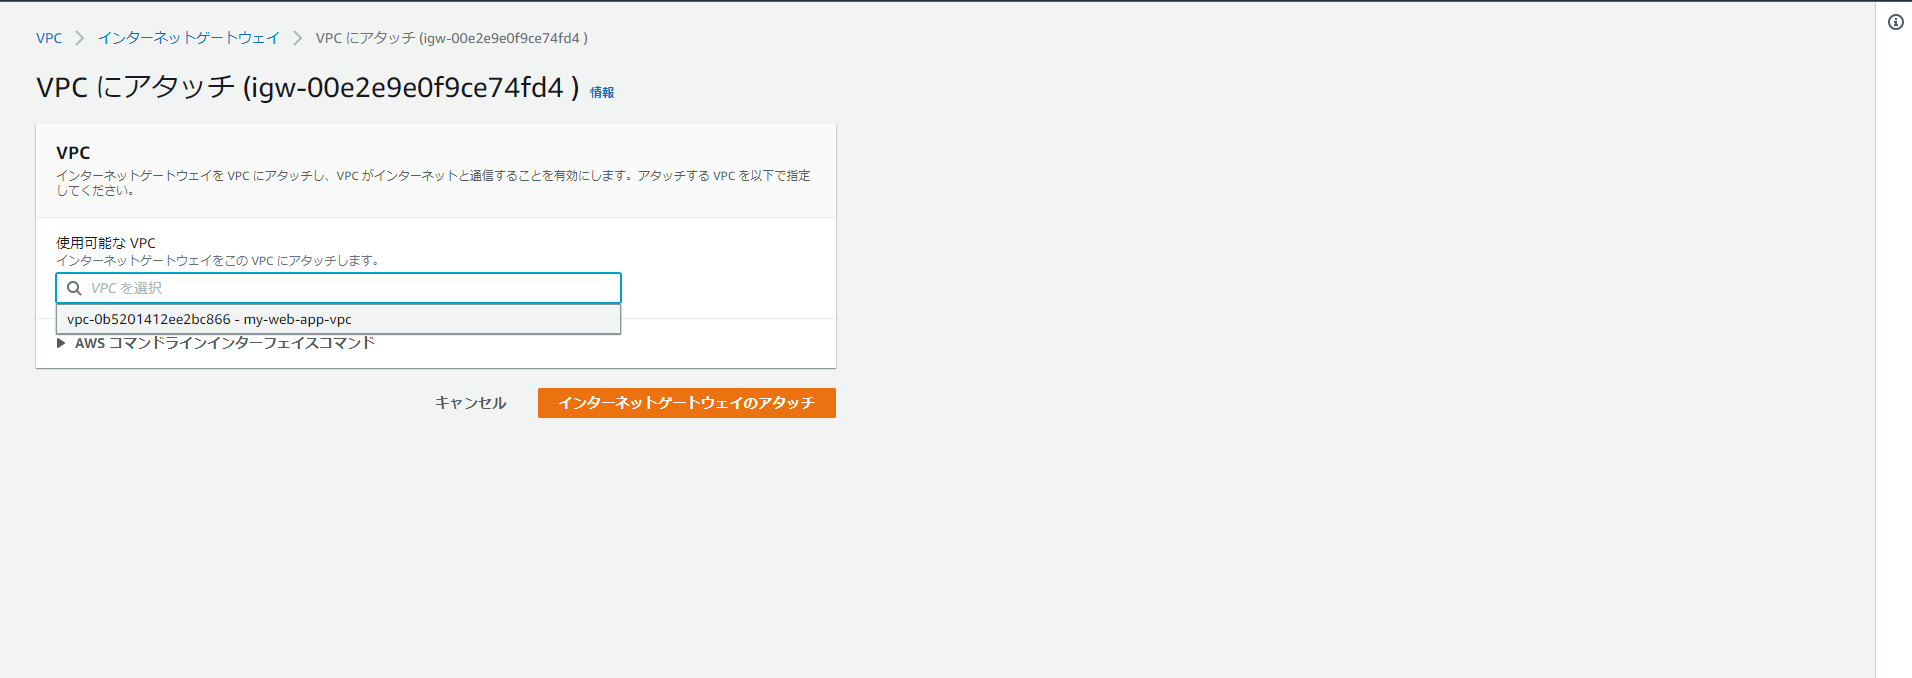 VPC > インターネットゲートウェイ > VPC にアタッチ (igw-00e2e9e0f9ce74fd4 )
VPC にアタッチ (igw-00e2e9e0f9ce74fd4 ) 情報
VPC
インターネットゲートウェイを VPC にアタッチし、VPC がインターネットと通信することを有効にします。アタッチする VPC を以下で指定
してください。
使用可能な VPC
インターネットゲートウェイをこの VPC にアタッチします。
VPC を選択
vpc-0b5201412ee2bc866 - my-web-app-vpc
AWS コマンドラインインターフェイスコマンド
キャンセル インターネットゲートウェイのアタッチ